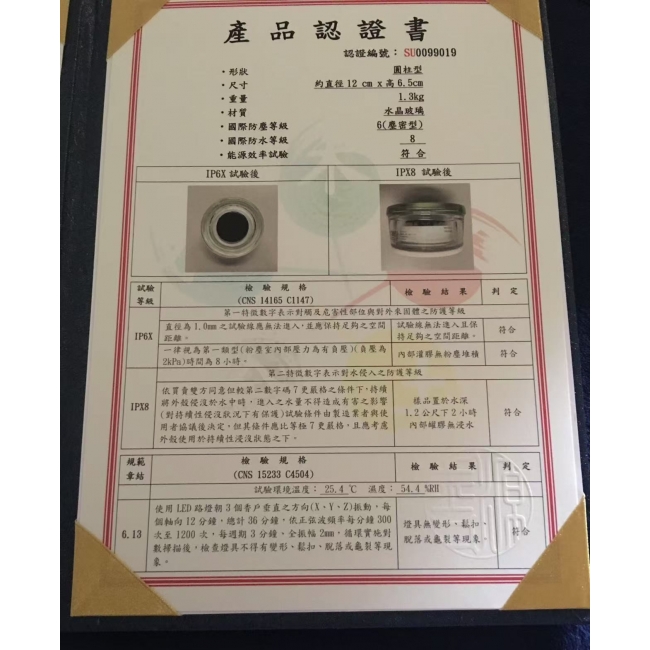 產品認證書
認證編號： SU0099019
・形狀 圓柱型
・尺寸 約直徑12 cm x 高6.5cm
・重量 1.3kg
・材質 水晶玻璃
・國際防塵等級 6(塵密型)
・國際防水等級 8
・能源效率試驗 符合
IP6X 試驗後 IPX8 試驗後
試驗等級 檢驗規格 (CNS 14165 C1147) 檢驗結果 判定
第一特徵數字表示對觸及危害性部位與對外來固體之防護等級
IP6X
直徑為 1.0mm 之試驗線應無法進入，且應保持足夠之空間
距離。
試驗線無法進入且保
持足夠之空間距離。
符合
一律視為第一類型(粉塵室內部壓力為有負壓)(負壓為
2kPa)時間為 8 小時。
內部灌膠無粉塵堆積
符合
第二特徵數字表示對水侵入之防護等級
IPX8
依買賣雙方同意但較第二數字碼 7 更嚴格之條件下，持續
將外殼侵沒於水中時，進入之水量不得造成有害之影響
(對持續性侵沒狀況下有保護)試驗條件由製造業者與使
用者協議後決定，但其條件應比等極 7 更嚴格，且應考慮
外殼使用於持續性浸沒狀態之下。
樣品置於水深
1.2 公尺下 2 小時
內部罐膠無浸水
符合
規範章結 檢驗規格 (CNS 15233 C4504) 檢驗結果 判定
試驗環境溫度： 25.4 ℃ 濕度： 54.4 %RH
6.13
使用 LED 路燈朝 3 個看戶垂直之方向(X、Y、Z)振動，每
個軸向 12 分鐘，總計 36 分鐘，依正弦波頻率每分鐘 300
次至 1200 次，每週期 3 分鐘、全振幅 2mm，循環實施對
數掃描後，檢查燈具不得有變形、鬆扣、脫落或龜裂等現
象。
燈具無變形、鬆扣、
脫落或龜裂等現象。
符合